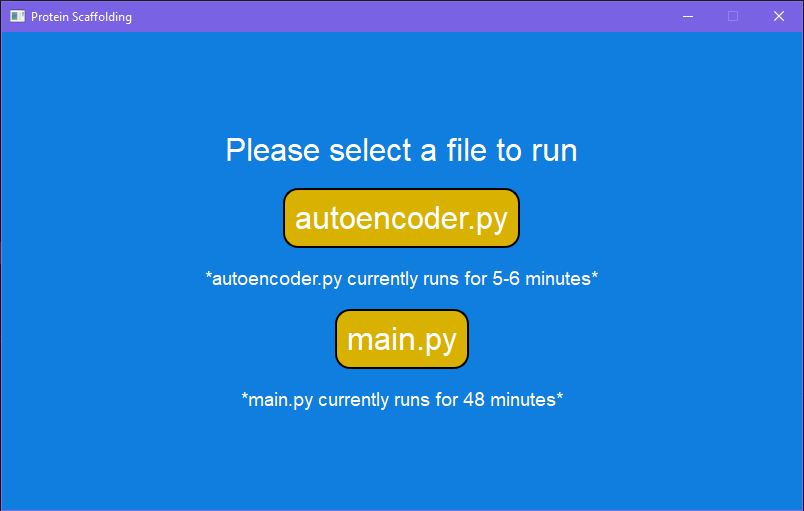 Protein Scaffolding
Please select a file to run
autoencoder.py
*autoencoder.py currently runs for 5-6 minutes*
main.py
*main.py currently runs for 48 minutes*